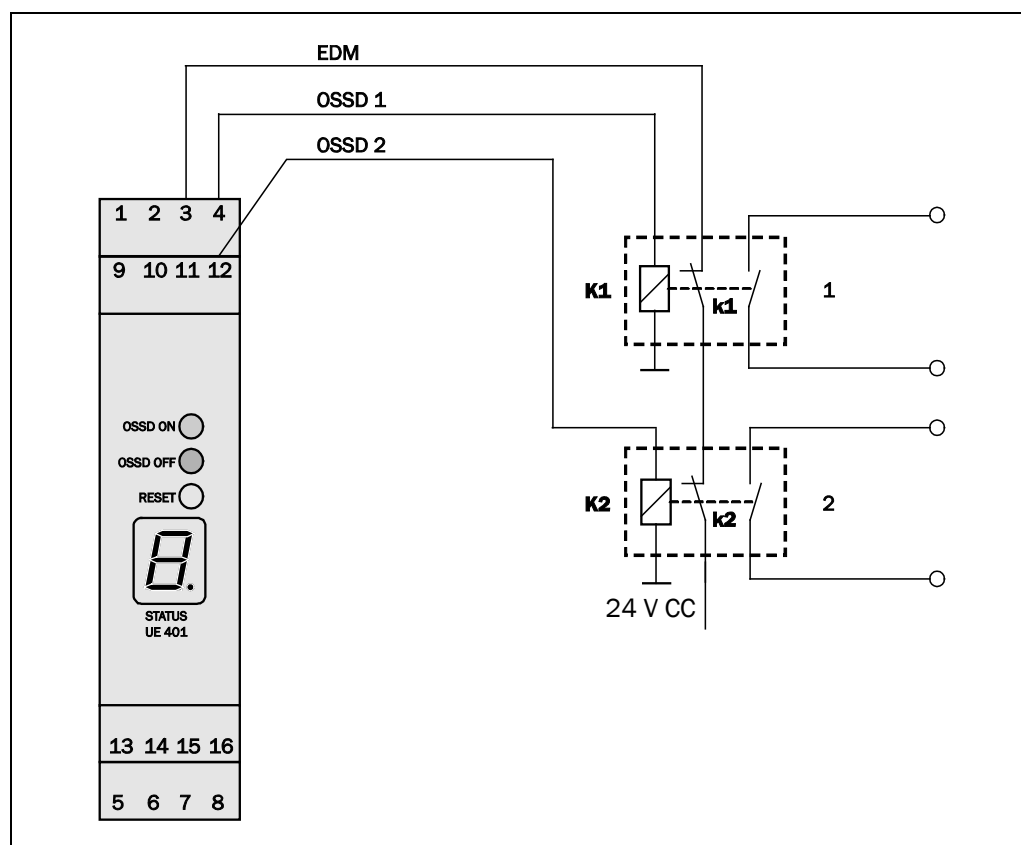 EDM
OSSD 1
OSSD 2
1 2 3 4
9 10 11 12
K1
k1
1
OSSD ON
OSSD OFF
RESET
8.
STATUS
UE 401
K2
k2
2
24 V CC
13 14 15 16
5 6 7 8